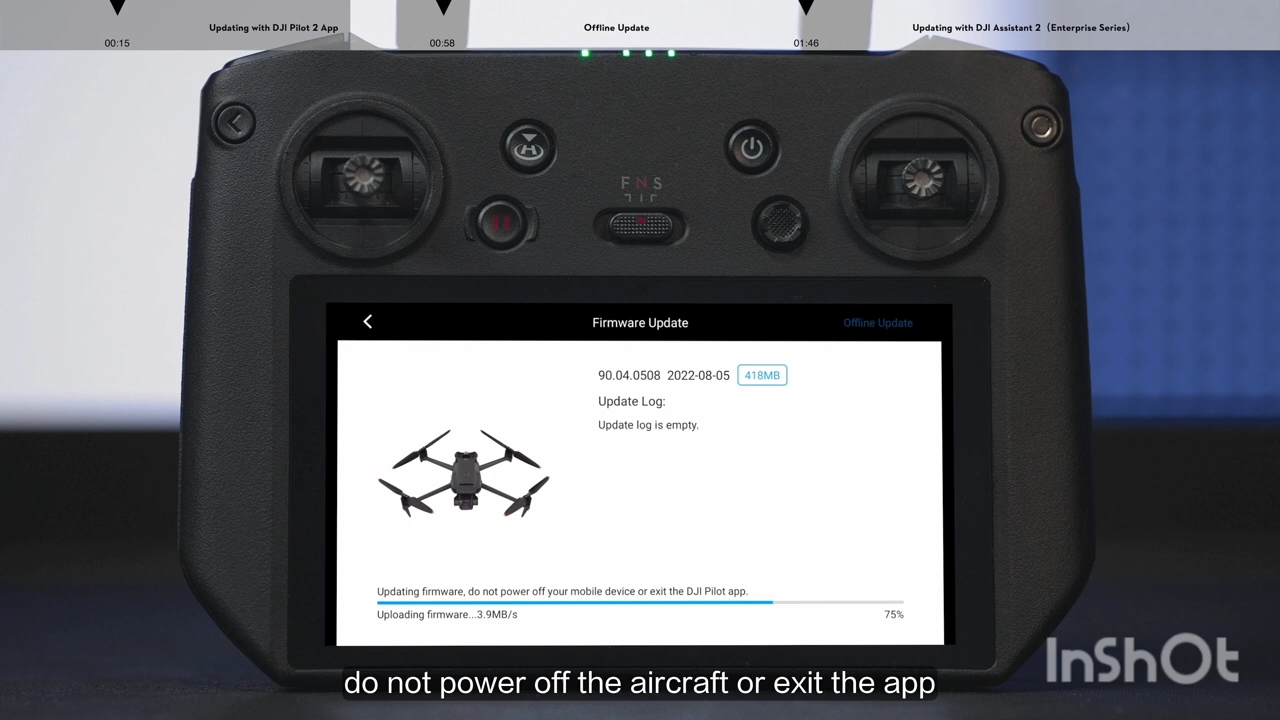 Updating with DJI Pilot 2 App
Offline Update
Updating with DJI Assistant 2 (Enterprise Series)
00:15
00:58
01:46
F N S
Firmware Update
Offline Update
90.04.0508 2022-08-05 418MB
Update Log:
Update log is empty.
Updating firmware, do not power off your mobile device or exit the DJI Pilot app.
Uploading firmware...3.9MB/s
75%
do not power off the aircraft or exit the app
InShOt